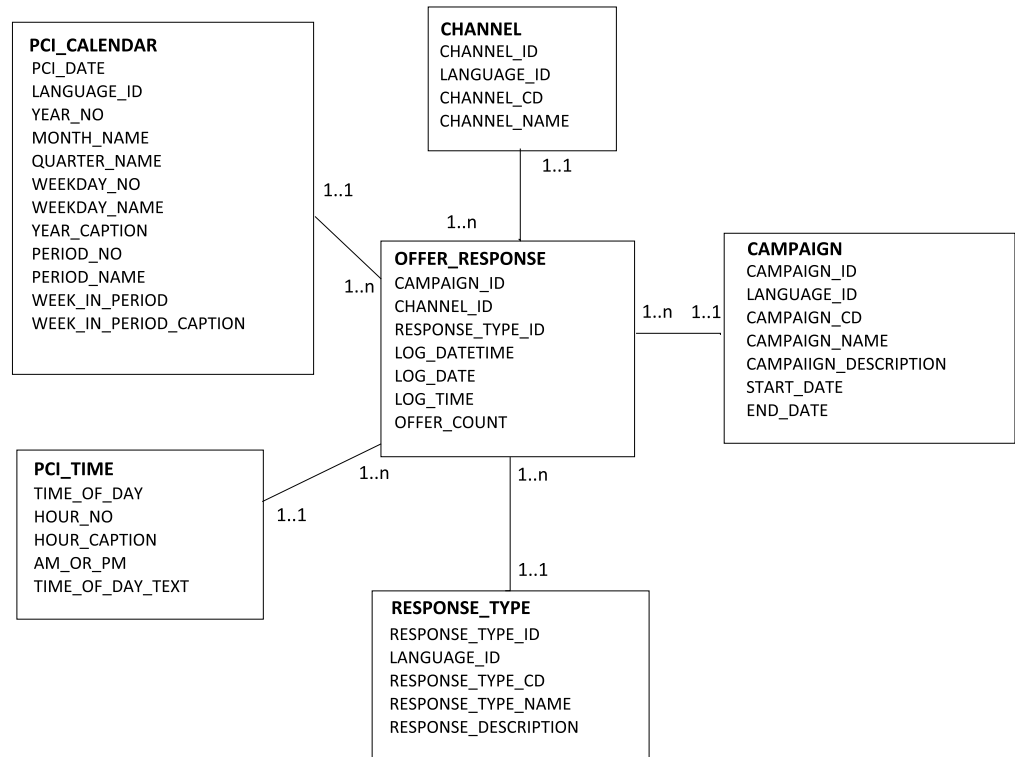 PCI_CALENDAR
PCI_DATE
LANGUAGE_ID
YEAR_NO
MONTH_NAME
QUARTER_NAME
WEEKDAY_NO
WEEKDAY_NAME
YEAR_CAPTION
PERIOD_NO
PERIOD_NAME
WEEK_IN_PERIOD
WEEK_IN_PERIOD_CAPTION
1..1
1..n
CHANNEL
CHANNEL_ID
LANGUAGE_ID
CHANNEL_CD
CHANNEL_NAME
1..1
1..n
OFFER_RESPONSE
CAMPAIGN_ID
CHANNEL_ID
RESPONSE_TYPE_ID
LOG_DATETIME
LOG_DATE
LOG_TIME
OFFER_COUNT
1..n 1..1
CAMPAIGN
CAMPAIGN_ID
LANGUAGE_ID
CAMPAIGN_CD
CAMPAIGN_NAME
CAMPAIIGN_DESCRIPTION
START_DATE
END_DATE
PCI_TIME
TIME_OF_DAY
HOUR_NO
HOUR_CAPTION
AM_OR_PM
TIME_OF_DAY_TEXT
1..n
1..1
1..n
1..1
RESPONSE_TYPE
RESPONSE_TYPE_ID
LANGUAGE_ID
RESPONSE_TYPE_CD
RESPONSE_TYPE_NAME
RESPONSE_DESCRIPTION